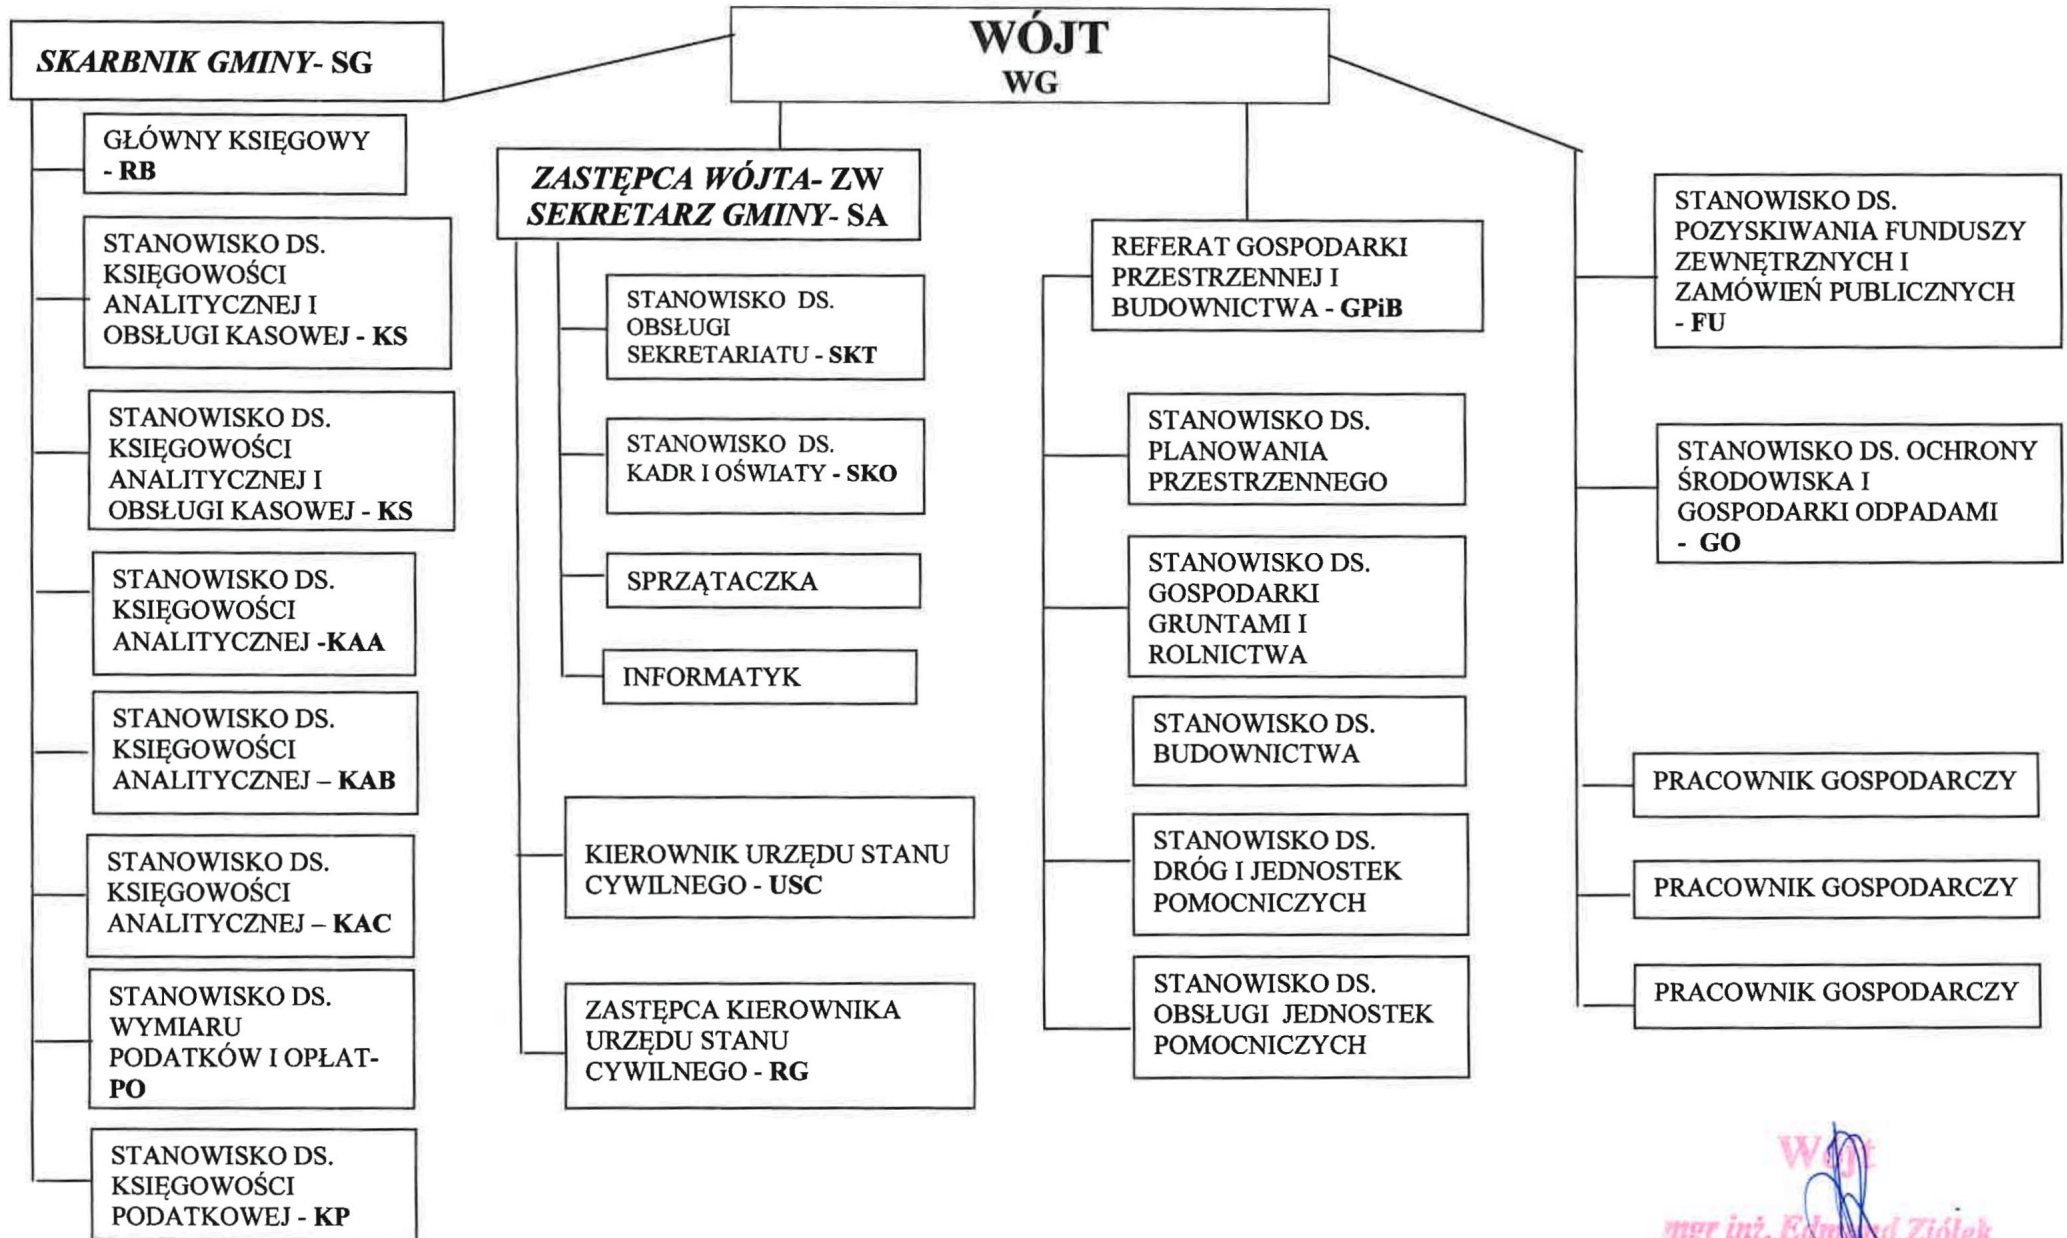 SKARBNIK GMINY- SG
WÓJT
WG
GŁÓWNY KSIĘGOWY
- RB
STANOWISKO DS.
KSIĘGOWOŚCI
ANALITYCZNEJ I
OBSŁUGI KASOWEJ - KS
STANOWISKO DS.
KSIĘGOWOŚCI
ANALITYCZNEJ I
OBSŁUGI KASOWEJ - KS
STANOWISKO DS.
KSIĘGOWOŚCI
ANALITYCZNEJ -KAA
STANOWISKO DS.
KSIĘGOWOŚCI
ANALITYCZNEJ – KAB
STANOWISKO DS.
KSIĘGOWOŚCI
ANALITYCZNEJ – KAC
STANOWISKO DS.
WYMIARU
PODATKÓW I OPŁAT-
PO
STANOWISKO DS.
KSIĘGOWOŚCI
PODATKOWEJ - KP
ZASTĘPCA WÓJTA- ZW
SEKRETARZ GMINY- SA
STANOWISKO DS.
OBSŁUGI
SEKRETARIATU - SKT
STANOWISKO DS.
KADR I OŚWIATY - SKO
SPRZĄTACZKA
INFORMATYK
KIEROWNIK URZĘDU STANU
CYWILNEGO - USC
ZASTĘPCA KIEROWNIKA
URZĘDU STANU
CYWILNEGO - RG
REFERAT GOSPODARKI
PRZESTRZENNEJ I
BUDOWNICTWA - GPiB
STANOWISKO DS.
PLANOWANIA
PRZESTRZENNEGO
STANOWISKO DS.
GOSPODARKI
GRUNTAMI I
ROLNICTWA
STANOWISKO DS.
BUDOWNICTWA
STANOWISKO DS.
DRÓG I JEDNOSTEK
POMOCNICZYCH
STANOWISKO DS.
OBSŁUGI JEDNOSTEK
POMOCNICZYCH
STANOWISKO DS.
POZYSKIWANIA FUNDUSZY
ZEWNĘTRZNYCH I
ZAMÓWIEŃ PUBLICZNYCH
- FU
STANOWISKO DS. OCHRONY
ŚRODOWISKA I
GOSPODARKI ODPADAMI
- GO
PRACOWNIK GOSPODARCZY
PRACOWNIK GOSPODARCZY
PRACOWNIK GOSPODARCZY
Wójt
mgr inż. Edmund Ziółek